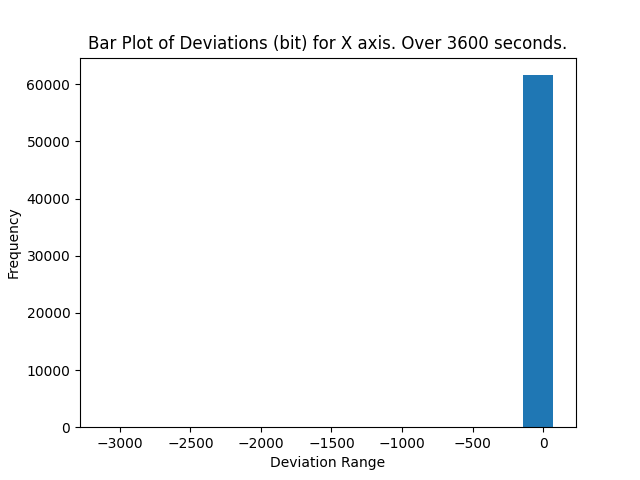 Bar Plot of Deviations (bit) for X axis. Over 3600 seconds.
60000
50000
40000
30000
20000
10000
0
Frequency
−3000 −2500 −2000 −1500 −1000 −500 0
Deviation Range